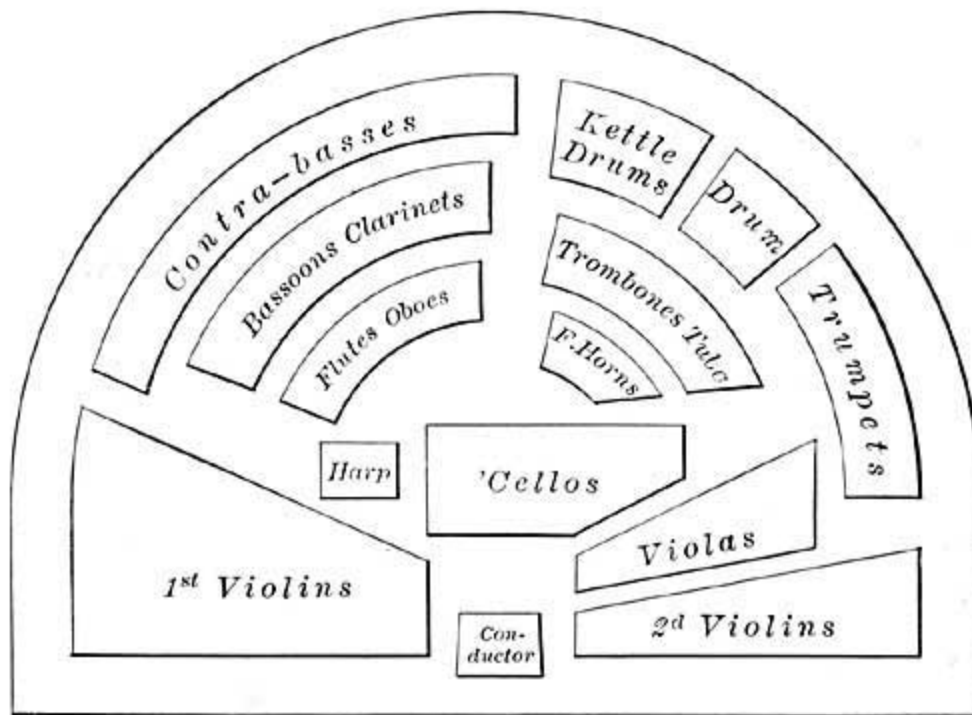 Contra-basses
Kettle
Drums
Drum
Bassoons Clarinets
Trombones Tuba
Trumpets
Flutes Oboes
F. Horns
Harp
'Cellos
Violas
1st Violins
2d Violins
Con-
ductor